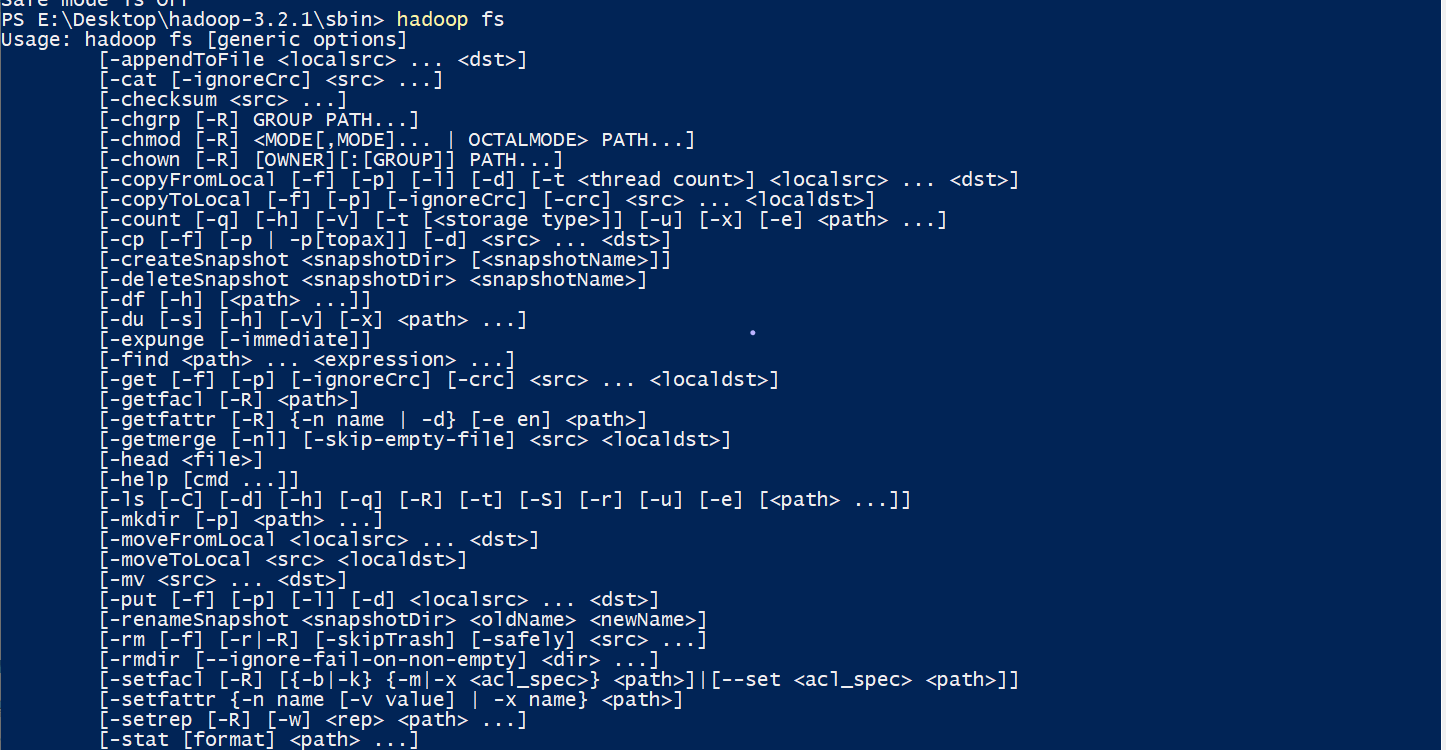 Safe mode is OFF
PS E:\Desktop\hadoop-3.2.1\sbin> hadoop fs
Usage: hadoop fs [generic options]
        [-appendToFile <localsrc> ... <dst>]
        [-cat [-ignoreCrc] <src> ...]
        [-checksum <src> ...]
        [-chgrp [-R] GROUP PATH...]
        [-chmod [-R] <MODE[,MODE]... | OCTALMODE> PATH...]
        [-chown [-R] [OWNER][:[GROUP]] PATH...]
        [-copyFromLocal [-f] [-p] [-l] [-d] [-t <thread count>] <localsrc> ... <dst>]
        [-copyToLocal [-f] [-p] [-ignoreCrc] [-crc] <src> ... <localdst>]
        [-count [-q] [-h] [-v] [-t [<storage type>]] [-u] [-x] [-e] <path> ...]
        [-cp [-f] [-p | -p[topax]] [-d] <src> ... <dst>]
        [-createSnapshot <snapshotDir> [<snapshotName>]]
        [-deleteSnapshot <snapshotDir> <snapshotName>]
        [-df [-h] [<path> ...]]
        [-du [-s] [-h] [-v] [-x] <path> ...]
        [-expunge [-immediate]]
        [-find <path> ... <expression> ...]
        [-get [-f] [-p] [-ignoreCrc] [-crc] <src> ... <localdst>]
        [-getfacl [-R] <path>]
        [-getfattr [-R] {-n name | -d} [-e en] <path>]
        [-getmerge [-nl] [-skip-empty-file] <src> <localdst>]
        [-head <file>]
        [-help [cmd ...]]
        [-ls [-C] [-d] [-h] [-q] [-R] [-t] [-S] [-r] [-u] [-e] [<path> ...]]
        [-mkdir [-p] <path> ...]
        [-moveFromLocal <localsrc> ... <dst>]
        [-moveToLocal <src> <localdst>]
        [-mv <src> ... <dst>]
        [-put [-f] [-p] [-l] [-d] <localsrc> ... <dst>]
        [-renameSnapshot <snapshotDir> <oldName> <newName>]
        [-rm [-f] [-r|-R] [-skipTrash] [-safely] <src> ...]
        [-rmdir [--ignore-fail-on-non-empty] <dir> ...]
        [-setfacl [-R] [{-b|-k} {-m|-x <acl_spec>} <path>]|[--set <acl_spec> <path>]]
        [-setfattr {-n name [-v value] | -x name} <path>]
        [-setrep [-R] [-w] <rep> <path> ...]
        [-stat [format] <path> ...]